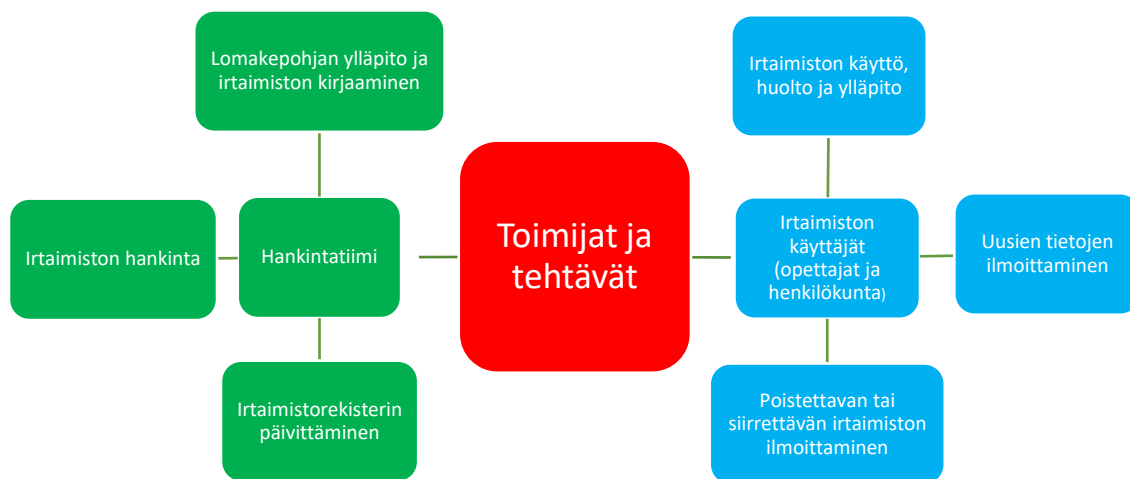 Lomakepohjan ylläpito ja
irtaimiston kirjaaminen
Irtaimiston hankinta
Hankintatiimi
Irtaimistorekisterin
päivittäminen
Toimijat ja
tehtävät
Irtaimiston käyttö,
huolto ja ylläpito
Irtaimiston
käyttäjät
(opettajat ja
henkilökunta)
Uusien tietojen
ilmoittaminen
Poistettavan tai
siirrettävän irtaimiston
ilmoittaminen